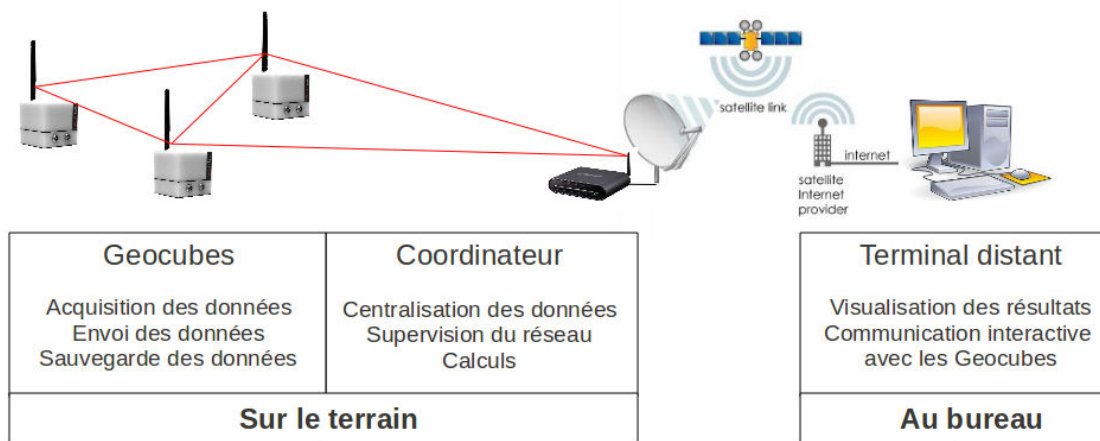 satellite link
internet
satellite
Internet
provider
Geocubes
Acquisition des données
Envoi des données
Sauvegarde des données
Coordinateur
Centralisation des données
Supervision du réseau
Calculs
Terminal distant
Visualisation des résultats
Communication interactive
avec les Geocubes
Sur le terrain
Au bureau